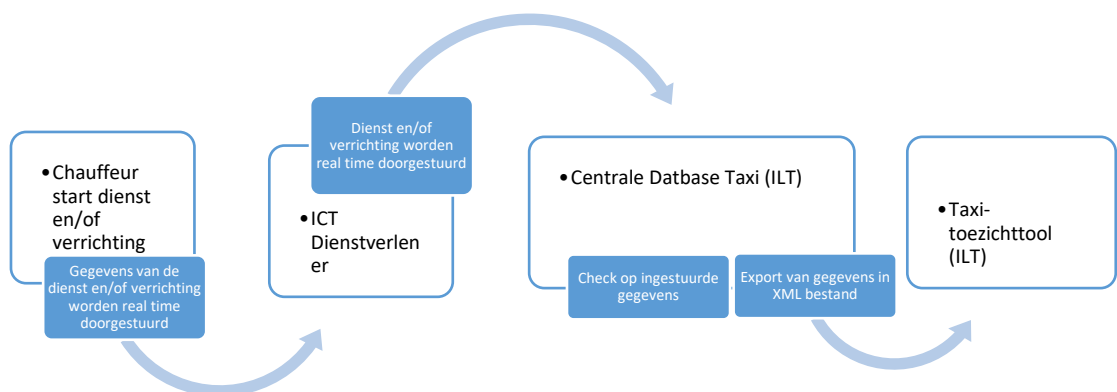 •Chauffeur
start dienst
en/of
verrichting
Gegevens van de
dienst en/of verrichting
worden real time
doorgestuurd
Dienst en/of
verrichting worden
real time doorgestuurd
•ICT
Dienstverlen
er
•Centrale Datbase Taxi (ILT)
Check op ingestuurde
gegevens
Export van gegevens in
XML bestand
•Taxi-
toezichttool
(ILT)